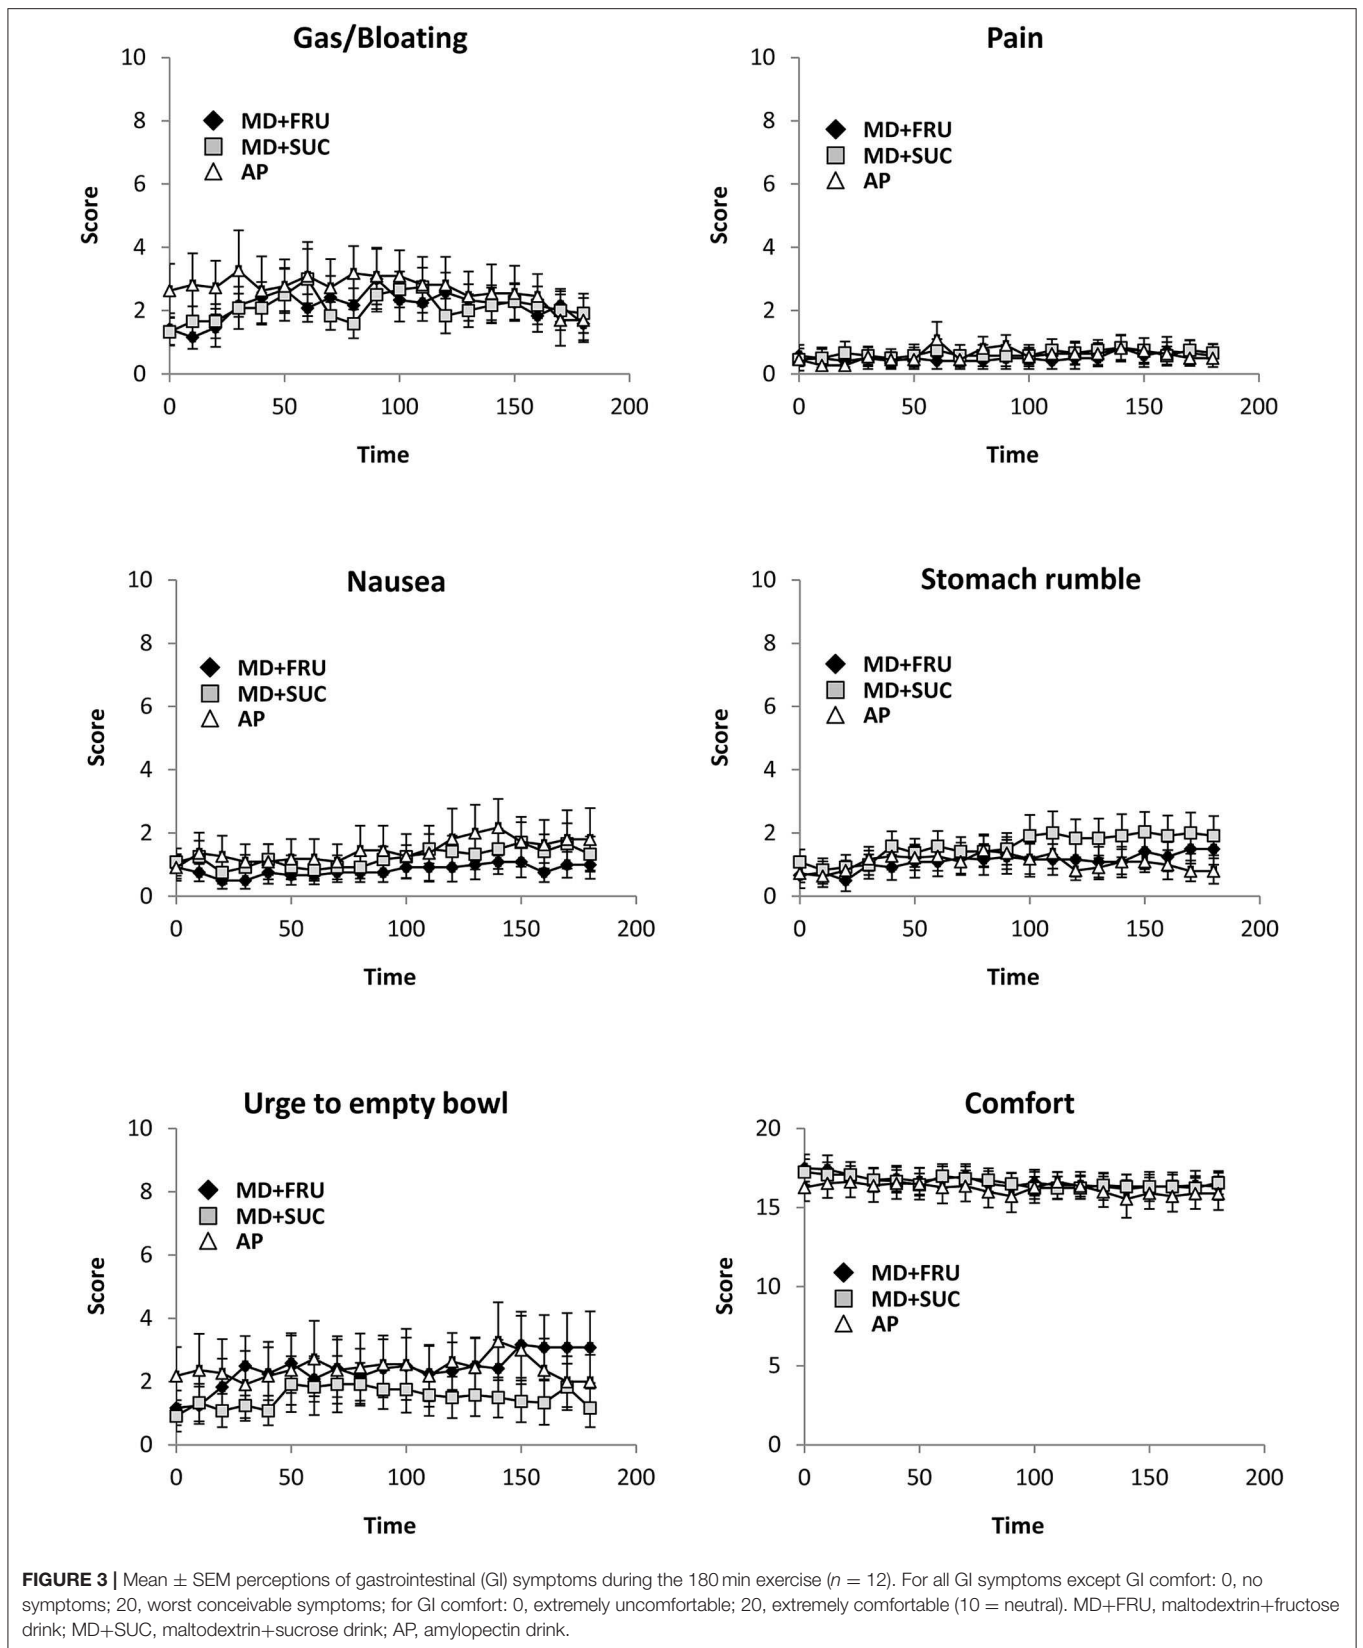 Gas/Bloating
10
8
6
4
2
0
Score
MD+FRU
MD+SUC
AP
0 50 100 150 200
Time
Pain
10
8
6
4
2
0
Score
MD+FRU
MD+SUC
AP
0 50 100 150 200
Time
Nausea
10
8
6
4
2
0
Score
MD+FRU
MD+SUC
AP
0 50 100 150 200
Time
Stomach rumble
10
8
6
4
2
0
Score
MD+FRU
MD+SUC
AP
0 50 100 150 200
Time
Urge to empty bowl
10
8
6
4
2
0
Score
MD+FRU
MD+SUC
AP
0 50 100 150 200
Time
Comfort
20
15
10
5
0
Score
MD+FRU
MD+SUC
AP
0 50 100 150 200
Time
FIGURE 3 | Mean ± SEM perceptions of gastrointestinal (GI) symptoms during the 180 min exercise (n = 12). For all GI symptoms except GI comfort: 0, no
symptoms; 20, worst conceivable symptoms; for GI comfort: 0, extremely uncomfortable; 20, extremely comfortable (10 = neutral). MD+FRU, maltodextrin+fructose
drink; MD+SUC, maltodextrin+sucrose drink; AP, amylopectin drink.